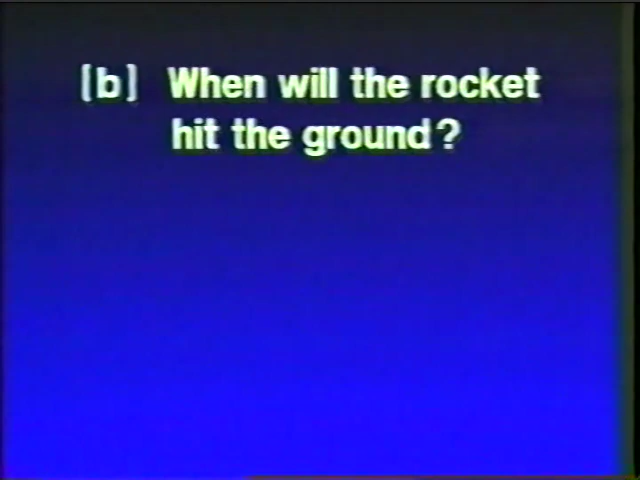 [b] When will the rocket
hit the ground?